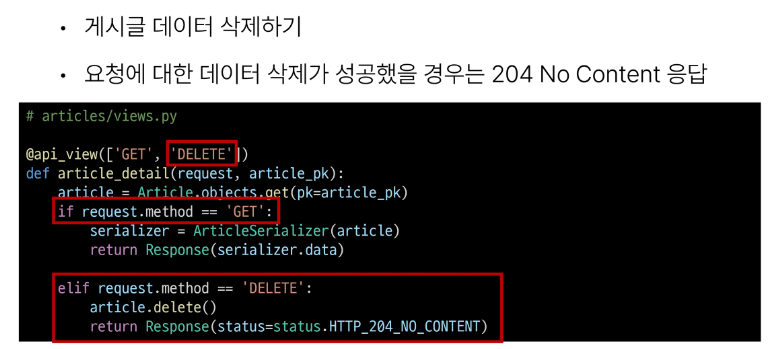 • 게시글 데이터 삭제하기
• 요청에 대한 데이터 삭제가 성공했을 경우는 204 No Content 응답
# articles/views.py
@api_view(['GET', 'DELETE'])
def article_detail(request, article_pk):
    article = Article.objects.get(pk=article_pk)
    if request.method == 'GET':
        serializer = ArticleSerializer(article)
        return Response(serializer.data)
    elif request.method == 'DELETE':
        article.delete()
        return Response(status=status.HTTP_204_NO_CONTENT)